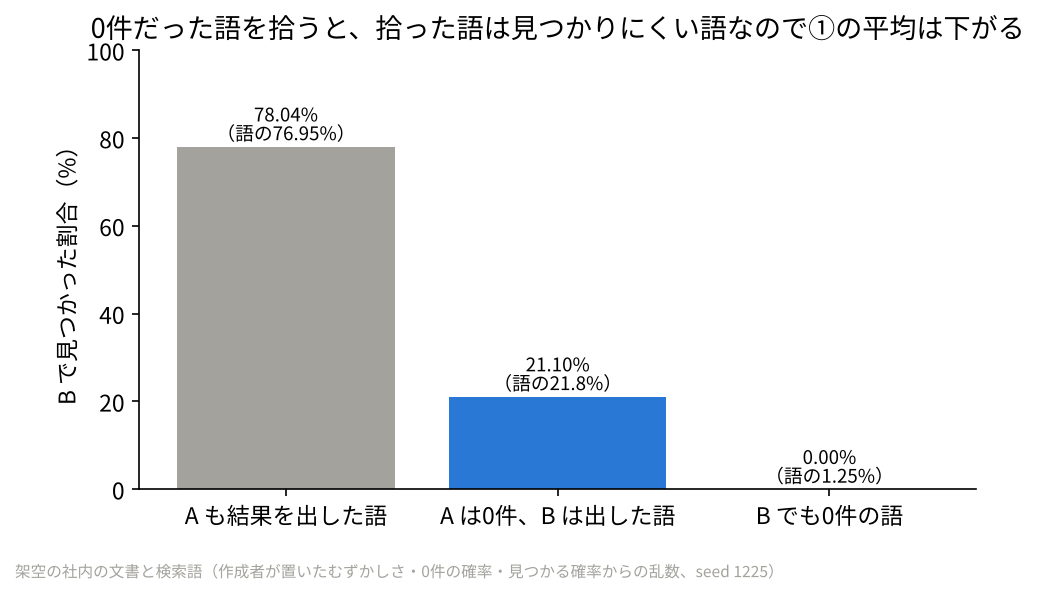 0件だった語を拾うと、拾った語は見つかりにくい語なので①の平均は下がる
Bで見つかった割合（%）
100
80
60
40
20
0
78.04%
（語の76.95%）
21.10%
（語の21.8%）
0.00%
（語の1.25%）
A も結果を出した語
A は0件、B は出した語
B でも0件の語
架空の社内の文書と検索語（作成者が置いたむずかしさ・0件の確率・見つかる確率からの乱数、seed 1225）